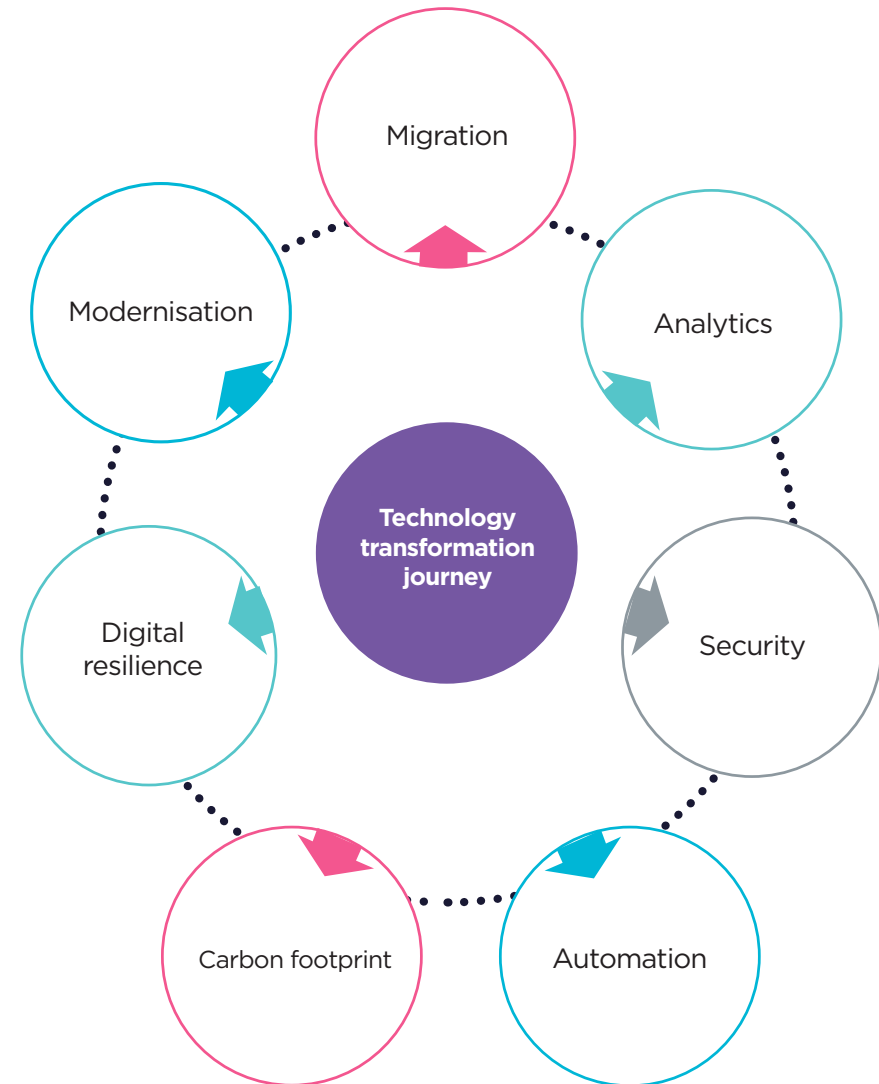 Migration
Analytics
Security
Automation
Carbon footprint
Digital
resilience
Modernisation
Technology
transformation
journey